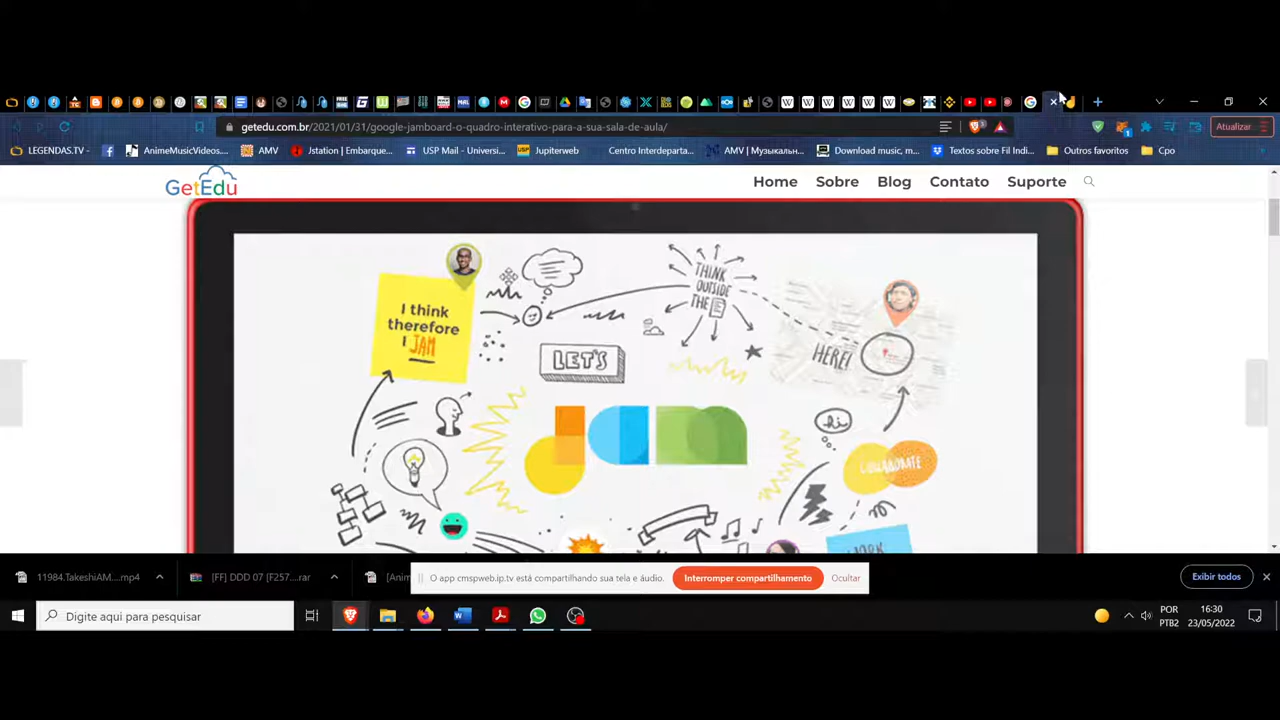 getedu.com.br/2021/01/31/google-jamboard-o-quadro-interativo-para-a-sua-sala-de-aula/
Atualizar
LEGENDAS.TV -
AnimeMusicVideos...
AMV
Jstation | Embarque...
USP Mail - Universi...
Jupiterweb
Centro Interdeparta...
AMV | Музыкальн...
Download music, m...
Textos sobre Fil Indi...
Outros favoritos
Cpo
GetEdu
Home
Sobre
Blog
Contato
Suporte
I think
therefore
I JAM
THINK
OUTSIDE
THE
LET'S
HERE!
hi
Jam
COLLABORATE
WORK
11984.TakeshiAM....mp4
[FF] DDD 07 [F257....rar
[Ani
O app cmspweb.ip.tv está compartilhando sua tela e áudio.
Interromper compartilhamento
Ocultar
Exibir todos
Digite aqui para pesquisar
POR
PTB2
16:30
23/05/2022